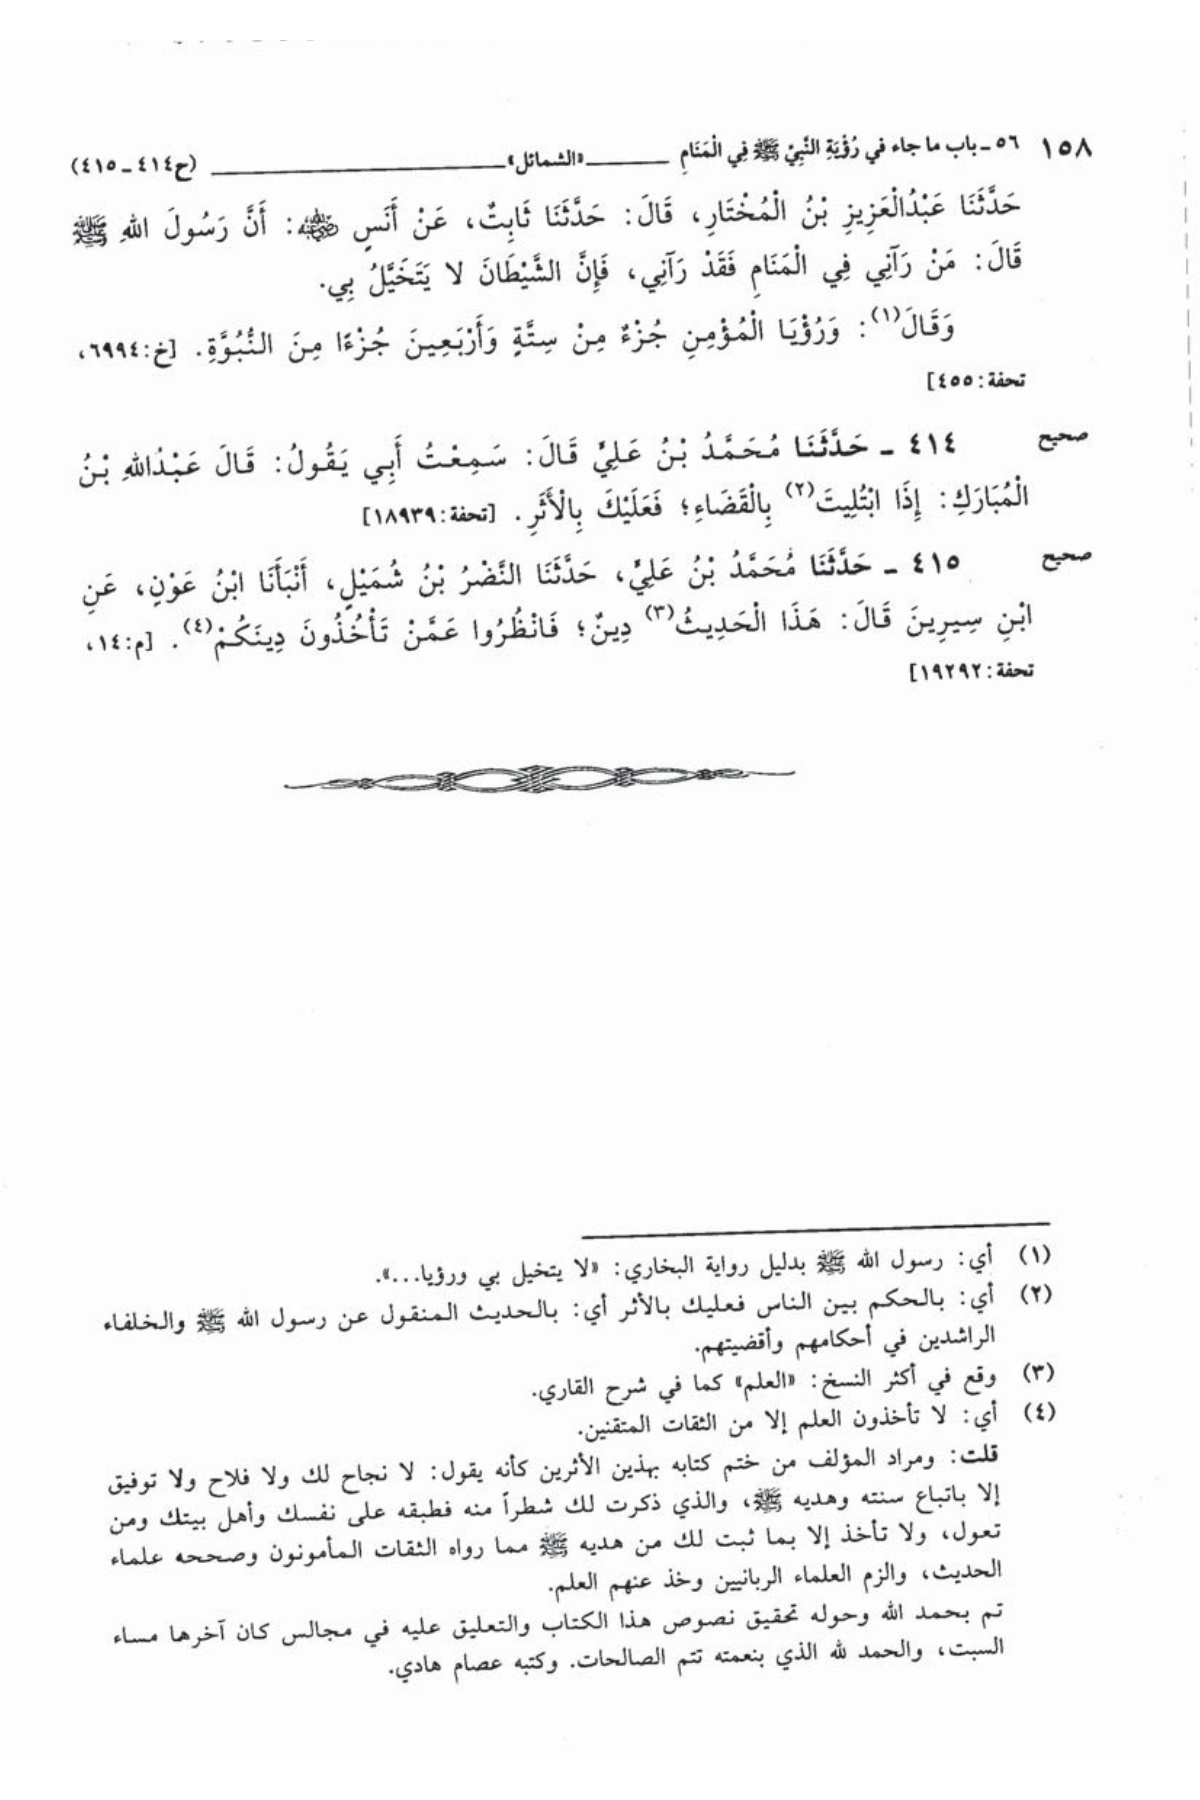 ١٥٨ ٥٦ ـ باب ما جاء في رُؤْيَةِ النَّبِيِّ ﷺ فِي الْمَنَامِ ــــــ «الشمائل» ــــــ (ح٤١٤ ـ ٤١٥)
حَدَّثَنَا عَبْدُالْعَزِيزِ بْنُ الْمُخْتَارِ، قَالَ: حَدَّثَنَا ثَابِتٌ، عَنْ أَنَسٍ رضي الله عنه: أَنَّ رَسُولَ اللهِ ﷺ
قَالَ: مَنْ رَآنِي فِي الْمَنَامِ فَقَدْ رَآنِي، فَإِنَّ الشَّيْطَانَ لا يَتَخَيَّلُ بِي.
وَقَالَ(١): وَرُؤْيَا الْمُؤْمِنِ جُزْءٌ مِنْ سِتَّةٍ وَأَرْبَعِينَ جُزْءًا مِنَ النُّبُوَّةِ. [خ:٦٩٩٤،
تحفة:٤٥٥]
صحيح ٤١٤ ـ حَدَّثَنَا مُحَمَّدُ بْنُ عَلِيٍّ قَالَ: سَمِعْتُ أَبِي يَقُولُ: قَالَ عَبْدُاللهِ بْنُ
الْمُبَارَكِ: إِذَا ابْتُلِيتَ(٢) بِالْقَضَاءِ؛ فَعَلَيْكَ بِالْأَثَرِ. [تحفة:١٨٩٣٩]
صحيح ٤١٥ ـ حَدَّثَنَا مُحَمَّدُ بْنُ عَلِيٍّ، حَدَّثَنَا النَّضْرُ بْنُ شُمَيْلٍ، أَنْبَأَنَا ابْنُ عَوْنٍ، عَنِ
ابْنِ سِيرِينَ قَالَ: هَذَا الْحَدِيثُ(٣) دِينٌ؛ فَانْظُرُوا عَمَّنْ تَأْخُذُونَ دِينَكُمْ(٤). [م:١٤،
تحفة:١٩٢٩٢]
(١) أي: رسول الله ﷺ بدليل رواية البخاري: «لا يتخيل بي ورؤيا...».
(٢) أي: بالحكم بين الناس فعليك بالأثر أي: بالحديث المنقول عن رسول الله ﷺ والخلفاء
الراشدين في أحكامهم وأقضيتهم.
(٣) وقع في أكثر النسخ: «العلم» كما في شرح القاري.
(٤) أي: لا تأخذون العلم إلا من الثقات المتقنين.
قلت: ومراد المؤلف من ختم كتابه بهذين الأثرين كأنه يقول: لا نجاح لك ولا فلاح ولا توفيق
إلا باتباع سنته وهديه ﷺ، والذي ذكرت لك شطراً منه فطبقه على نفسك وأهل بيتك ومن
تعول، ولا تأخذ إلا بما ثبت لك من هديه ﷺ مما رواه الثقات المأمونون وصححه علماء
الحديث، والزم العلماء الربانيين وخذ عنهم العلم.
تم بحمد الله وحوله تحقيق نصوص هذا الكتاب والتعليق عليه في مجالس كان آخرها مساء
السبت، والحمد لله الذي بنعمته تتم الصالحات. وكتبه عصام هادي.